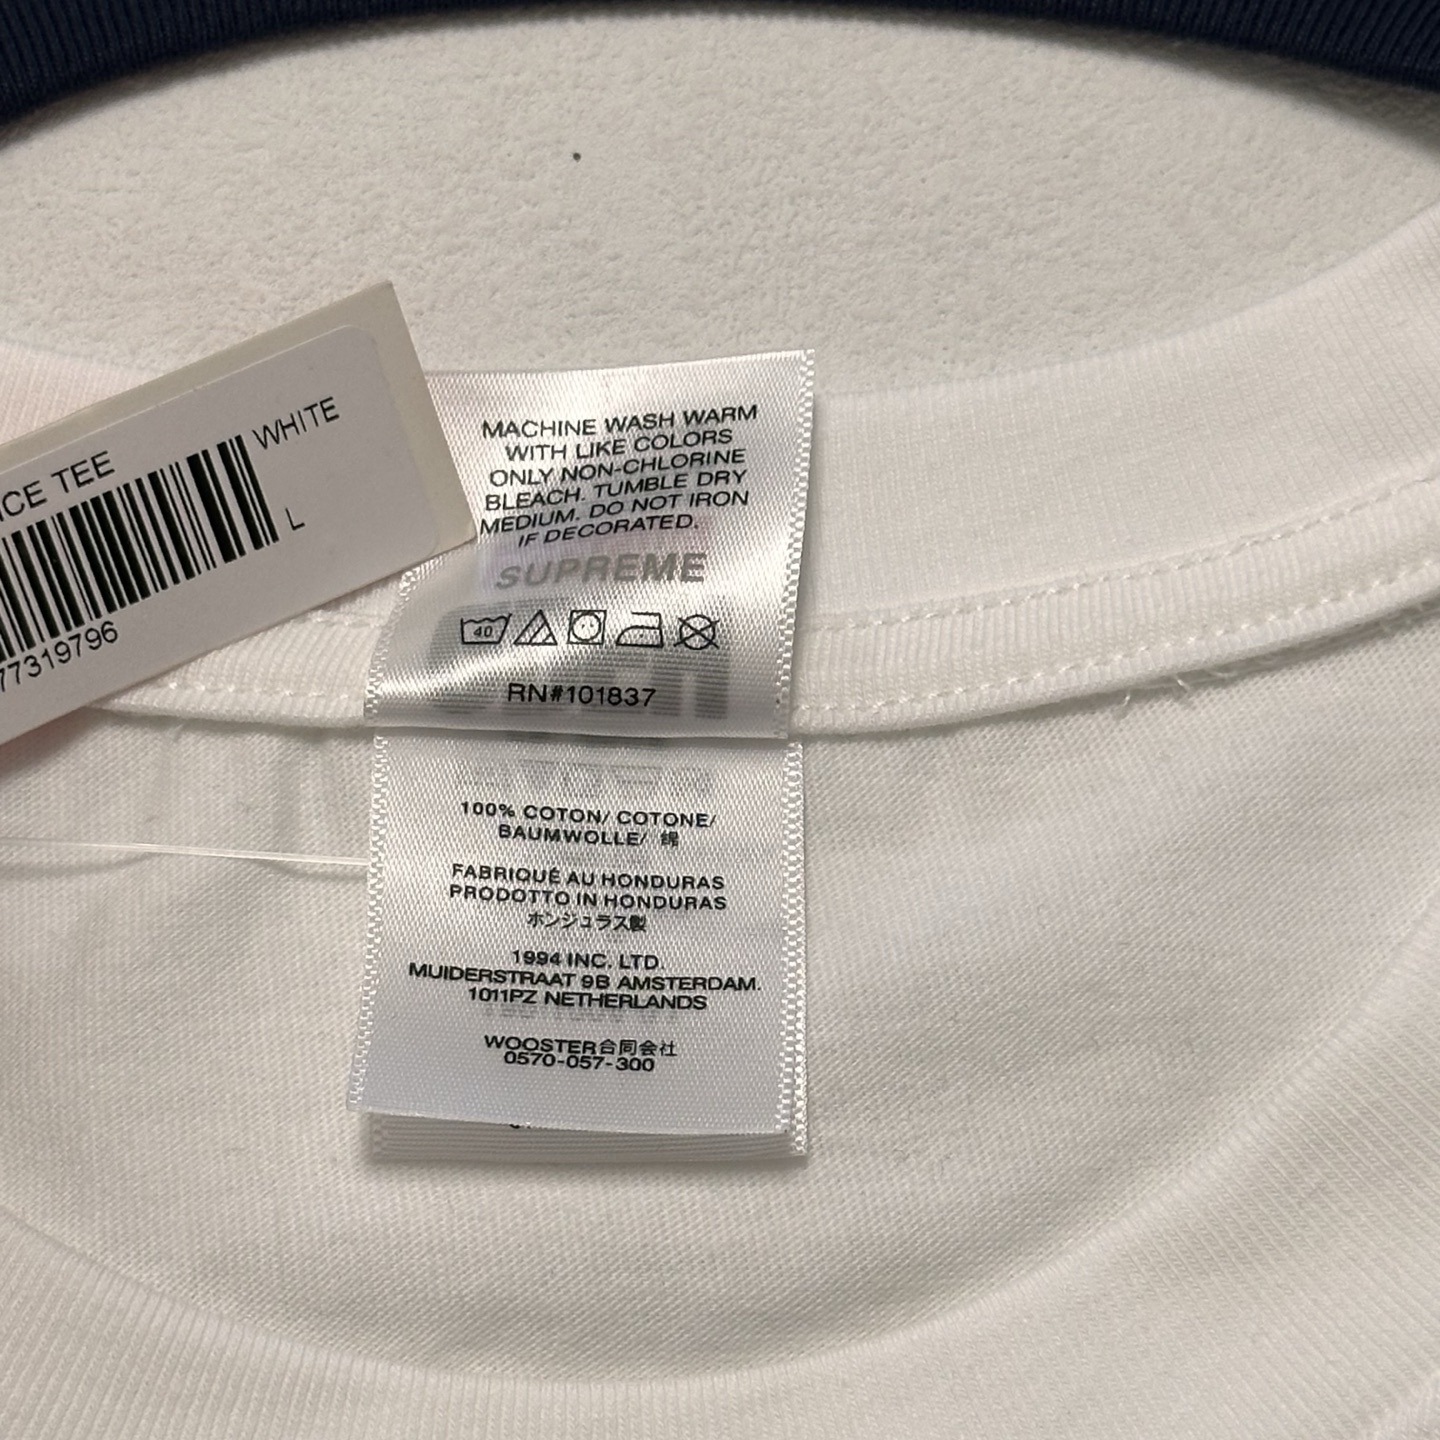 ICE TEE
WHITE
L
77319796
MACHINE WASH WARM
WITH LIKE COLORS
ONLY NON-CHLORINE
BLEACH. TUMBLE DRY
MEDIUM. DO NOT IRON
IF DECORATED.
SUPREME
40
RN#101837
100% COTON/ COTONE/
BAUMWOLLE/ 綿
FABRIQUÉ AU HONDURAS
PRODOTTO IN HONDURAS
ホンジュラス製
1994 INC. LTD.
MUIDERSTRAAT 9B AMSTERDAM.
1011PZ NETHERLANDS
WOOSTER合同会社
0570-057-300